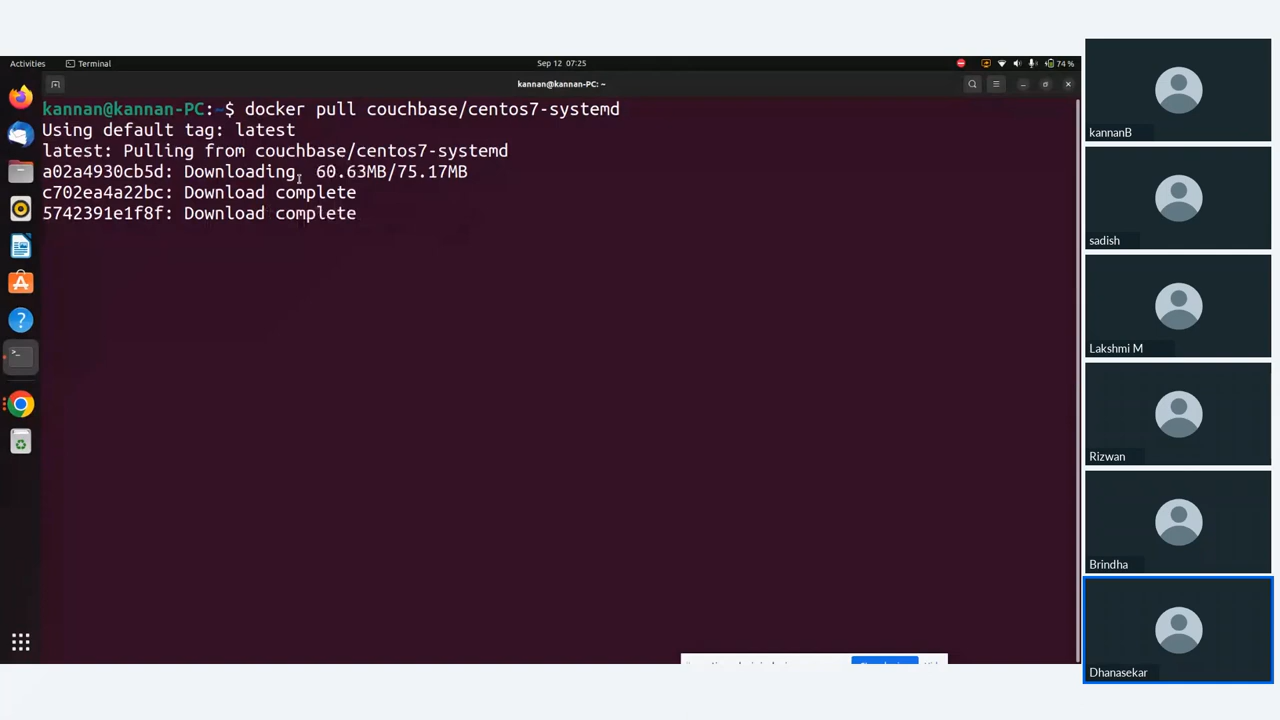 Activities
Terminal
Sep 12 07:25
74 %
kannan@kannan-PC: ~
kannan@kannan-PC:~$ docker pull couchbase/centos7-systemd
Using default tag: latest
latest: Pulling from couchbase/centos7-systemd
a02a4930cb5d: Downloading 60.63MB/75.17MB
c702ea4a22bc: Download complete
5742391e1f8f: Download complete
kannanB
sadish
Lakshmi M
Rizwan
Brindha
Dhanasekar